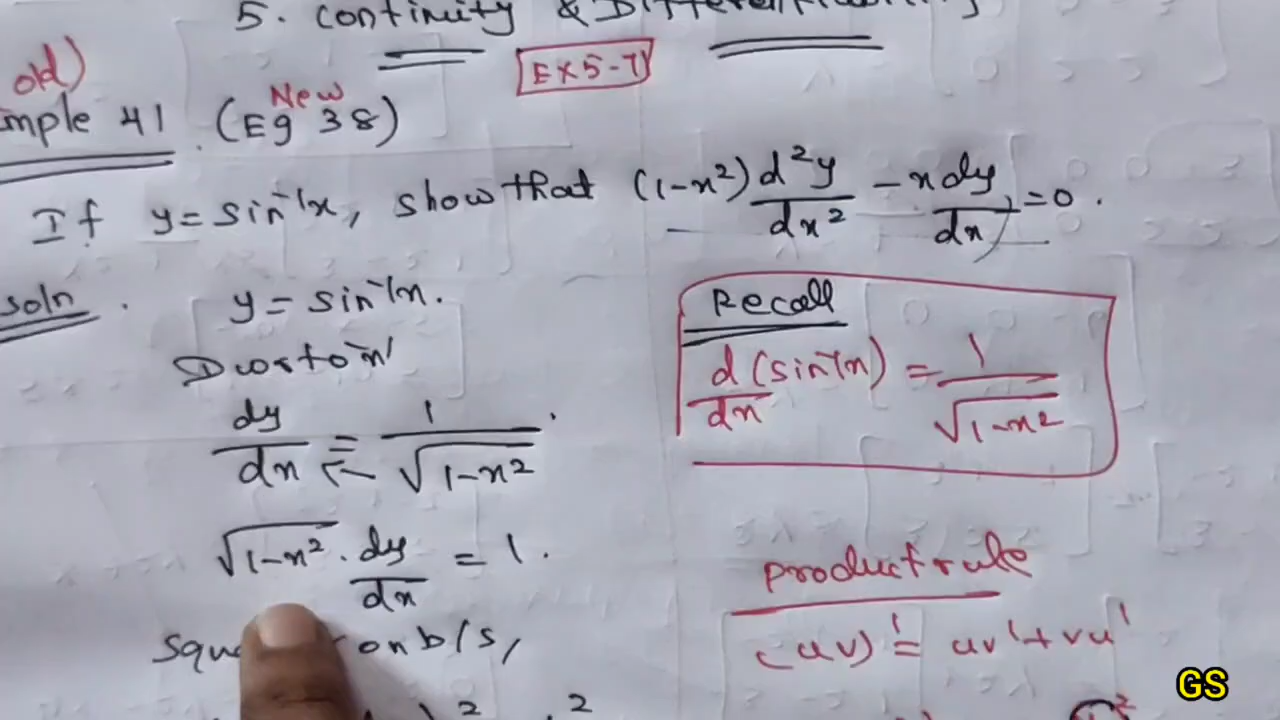 5. Continuity & Differentiability
EX 5-7
old)
New
mple 41 (Eg 38)
If y = sin⁻¹x, show that (1-x²) d²y/dx² - x dy/dx = 0.
soln. y = sin⁻¹x.
D w r to 'x'
dy/dx = 1/√(1-x²).
√(1-x²) . dy/dx = 1.
on b/s,
Recall
d/dx (sin⁻¹x) = 1/√(1-x²)
product rule
(uv)' = uv' + vu'
GS